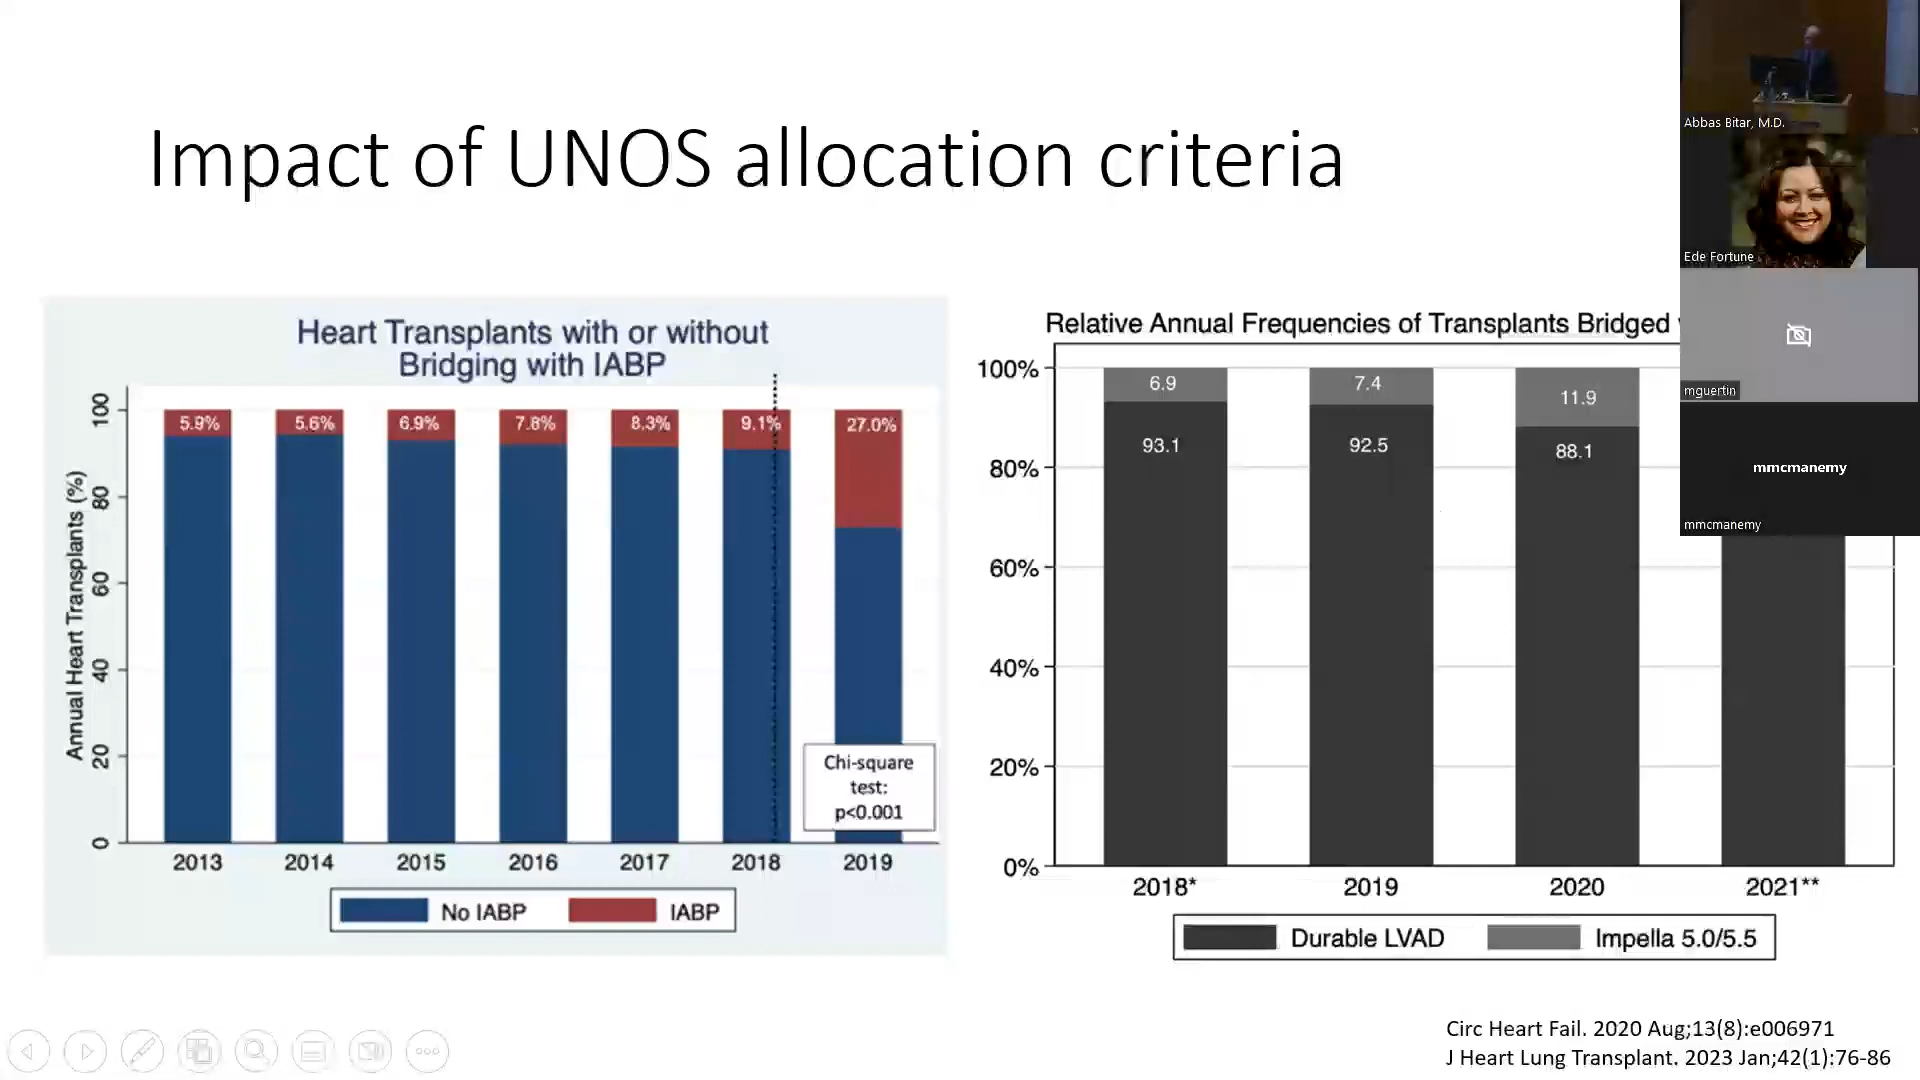 Impact of UNOS allocation criteria
Heart Transplants with or without
Bridging with IABP
Annual Heart Transplants (%)
100
80
60
40
20
0
5.9%
5.6%
6.9%
7.8%
8.3%
9.1%
27.0%
Chi-square
test:
p<0.001
2013
2014
2015
2016
2017
2018
2019
No IABP
IABP
Relative Annual Frequencies of Transplants Bridged
100%
80%
60%
40%
20%
0%
6.9
7.4
11.9
93.1
92.5
88.1
2018*
2019
2020
2021**
Durable LVAD
Impella 5.0/5.5
Circ Heart Fail. 2020 Aug;13(8):e006971
J Heart Lung Transplant. 2023 Jan;42(1):76-86
Abbas Bitar, M.D.
Ede Fortune
mguertin
mmcmanemy
mmcmanemy